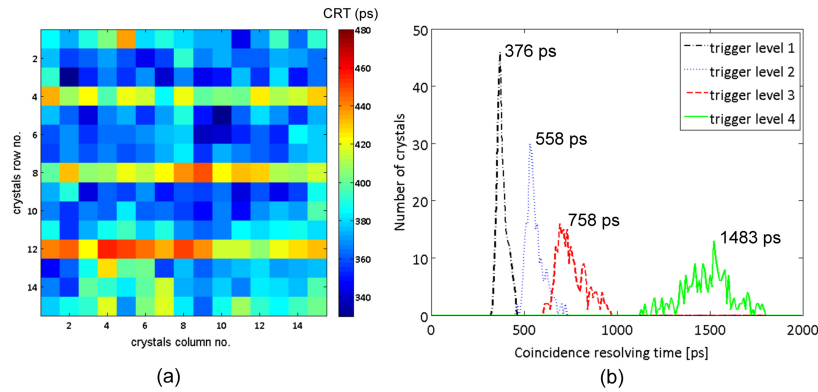 CRT (ps)
480
460
440
420
400
380
360
340
2
4
6
8
10
12
14
crystals row no.
2 4 6 8 10 12 14
crystals column no.
(a)
50
40
30
20
10
0
Number of crystals
376 ps
558 ps
758 ps
1483 ps
trigger level 1
trigger level 2
trigger level 3
trigger level 4
0 500 1000 1500 2000
Coincidence resolving time [ps]
(b)